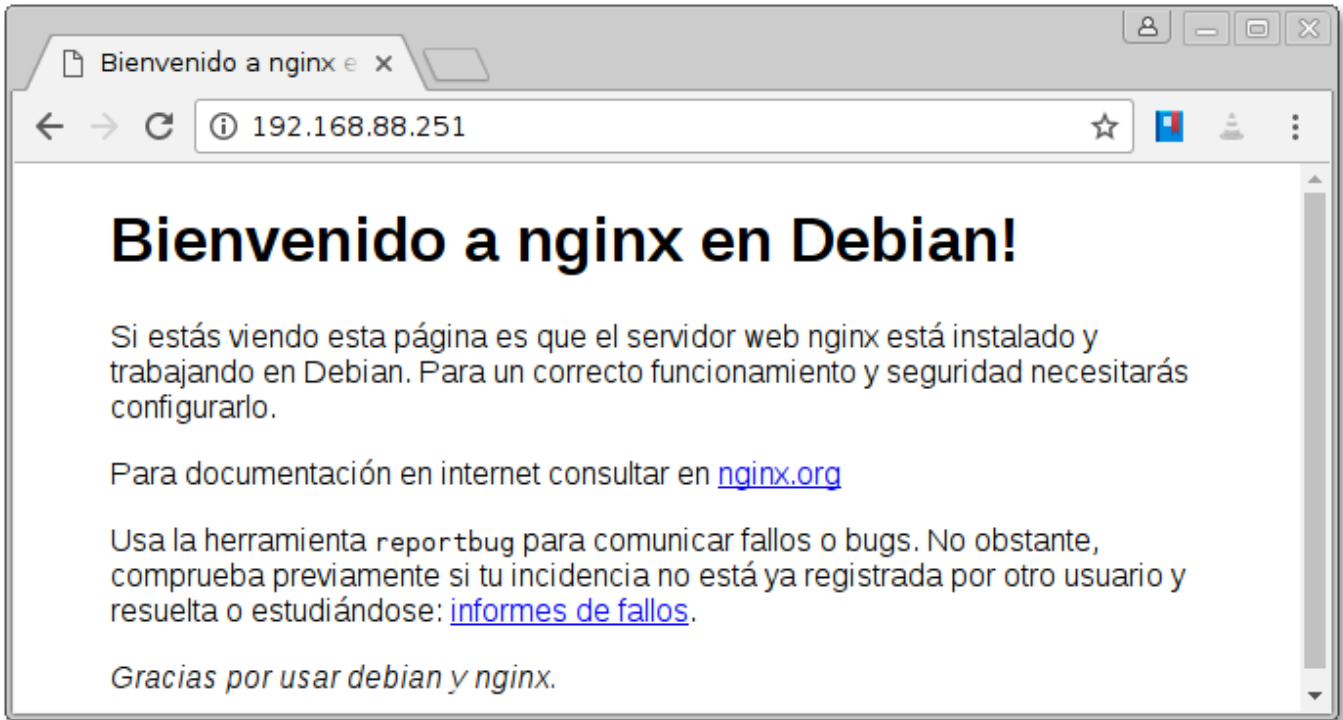 Bienvenido a nginx e
192.168.88.251
Bienvenido a nginx en Debian!
Si estás viendo esta página es que el servidor web nginx está instalado y
trabajando en Debian. Para un correcto funcionamiento y seguridad necesitarás
configurarlo.
Para documentación en internet consultar en nginx.org
Usa la herramienta reportbug para comunicar fallos o bugs. No obstante,
comprueba previamente si tu incidencia no está ya registrada por otro usuario y
resuelta o estudiándose: informes de fallos.
Gracias por usar debian y nginx.